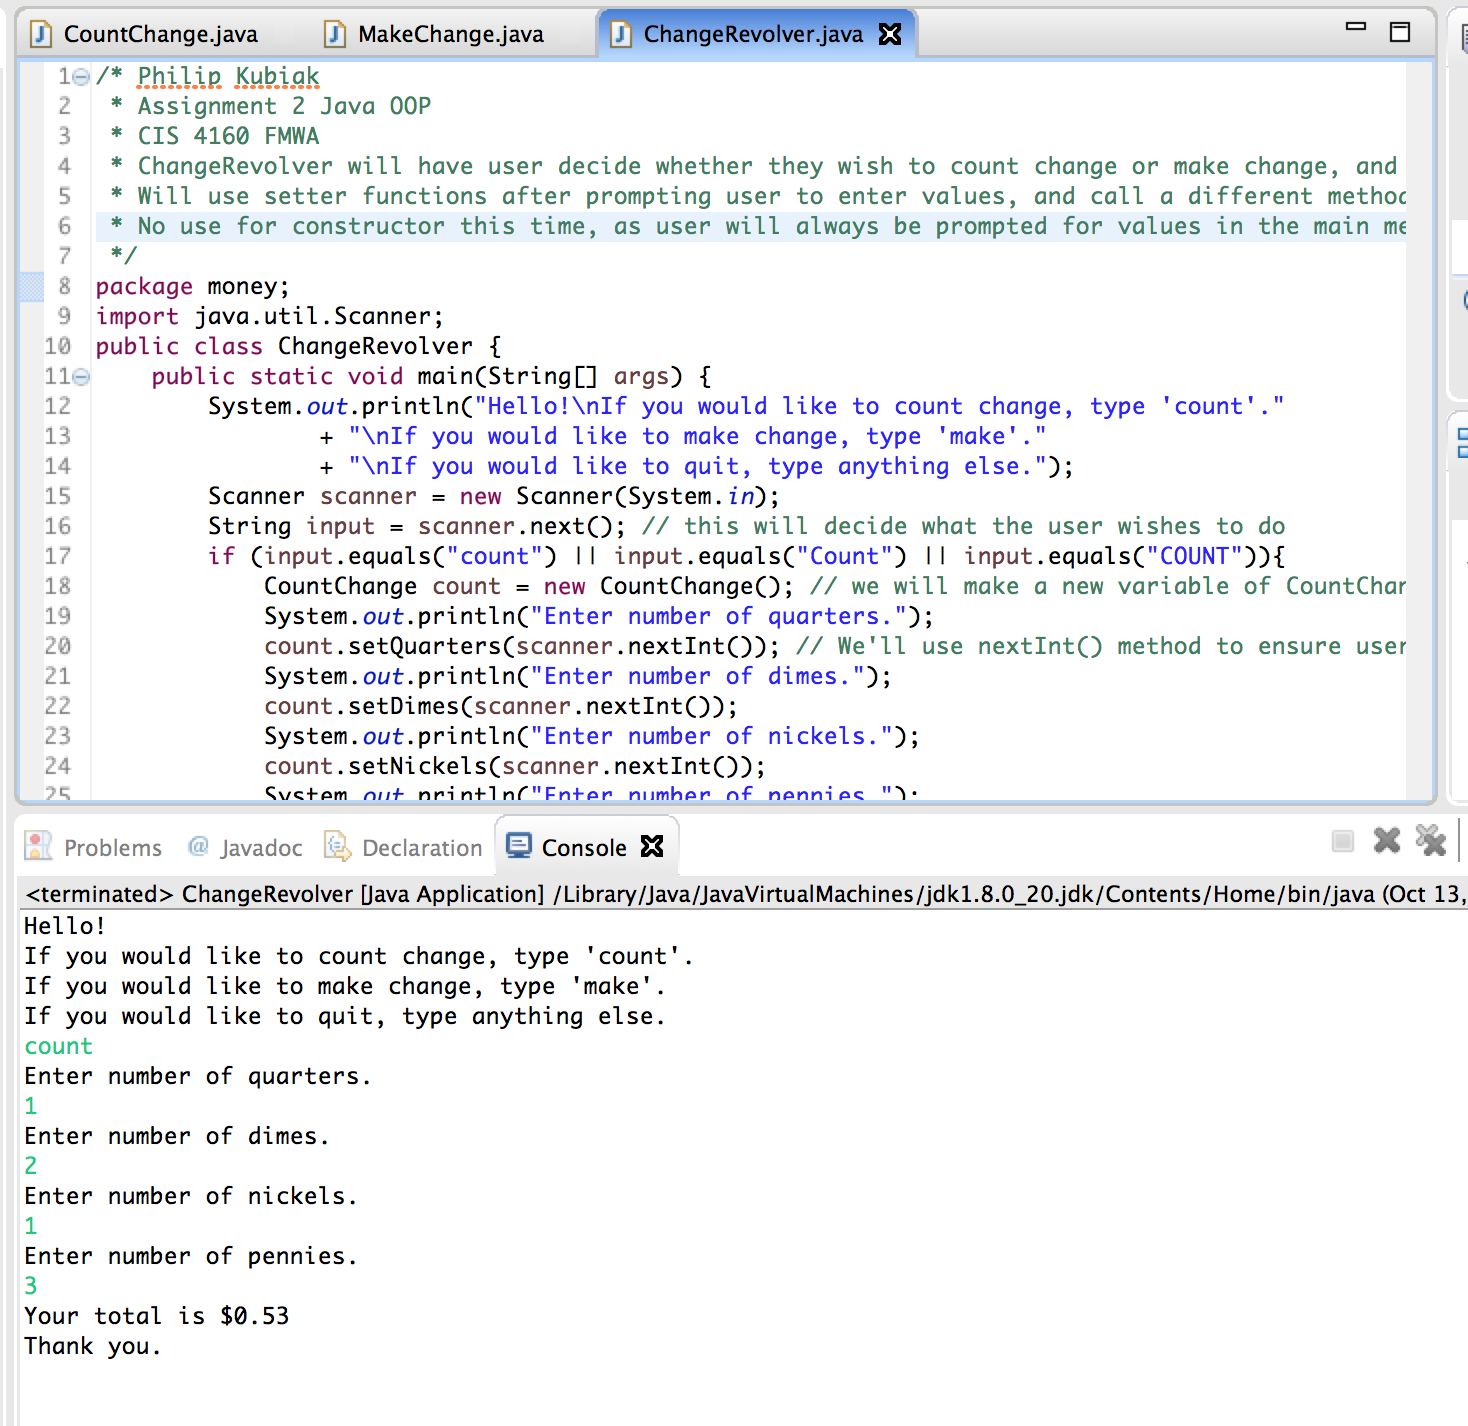 CountChange.java MakeChange.java ChangeRevolver.java
1 /* Philip Kubiak
2 * Assignment 2 Java OOP
3 * CIS 4160 FMWA
4 * ChangeRevolver will have user decide whether they wish to count change or make change, and
5 * Will use setter functions after prompting user to enter values, and call a different
6 * No use for constructor this time, as user will always be prompted for values in the main
7 */
8 package money;
9 import java.util.Scanner;
10 public class ChangeRevolver {
11 public static void main(String[] args) {
12 System.out.println("Hello!\nIf you would like to count change, type 'count'."
13 + "\nIf you would like to make change, type 'make'."
14 + "\nIf you would like to quit, type anything else.");
15 Scanner scanner = new Scanner(System.in);
16 String input = scanner.next(); // this will decide what the user wishes to do
17 if (input.equals("count") || input.equals("Count") || input.equals("COUNT")){
18 CountChange count = new CountChange(); // we will make a new variable of CountChar
19 System.out.println("Enter number of quarters.");
20 count.setQuarters(scanner.nextInt()); // We'll use nextInt() method to ensure user
21 System.out.println("Enter number of dimes.");
22 count.setDimes(scanner.nextInt());
23 System.out.println("Enter number of nickels.");
24 count.setNickels(scanner.nextInt());
25 System.out.println("Enter number of pennies.");
Problems @ Javadoc Declaration Console
<terminated> ChangeRevolver [Java Application] /Library/Java/JavaVirtualMachines/jdk1.8.0_20.jdk/Contents/Home/bin/java (Oct 13,
Hello!
If you would like to count change, type 'count'.
If you would like to make change, type 'make'.
If you would like to quit, type anything else.
count
Enter number of quarters.
1
Enter number of dimes.
2
Enter number of nickels.
1
Enter number of pennies.
3
Your total is $0.53
Thank you.